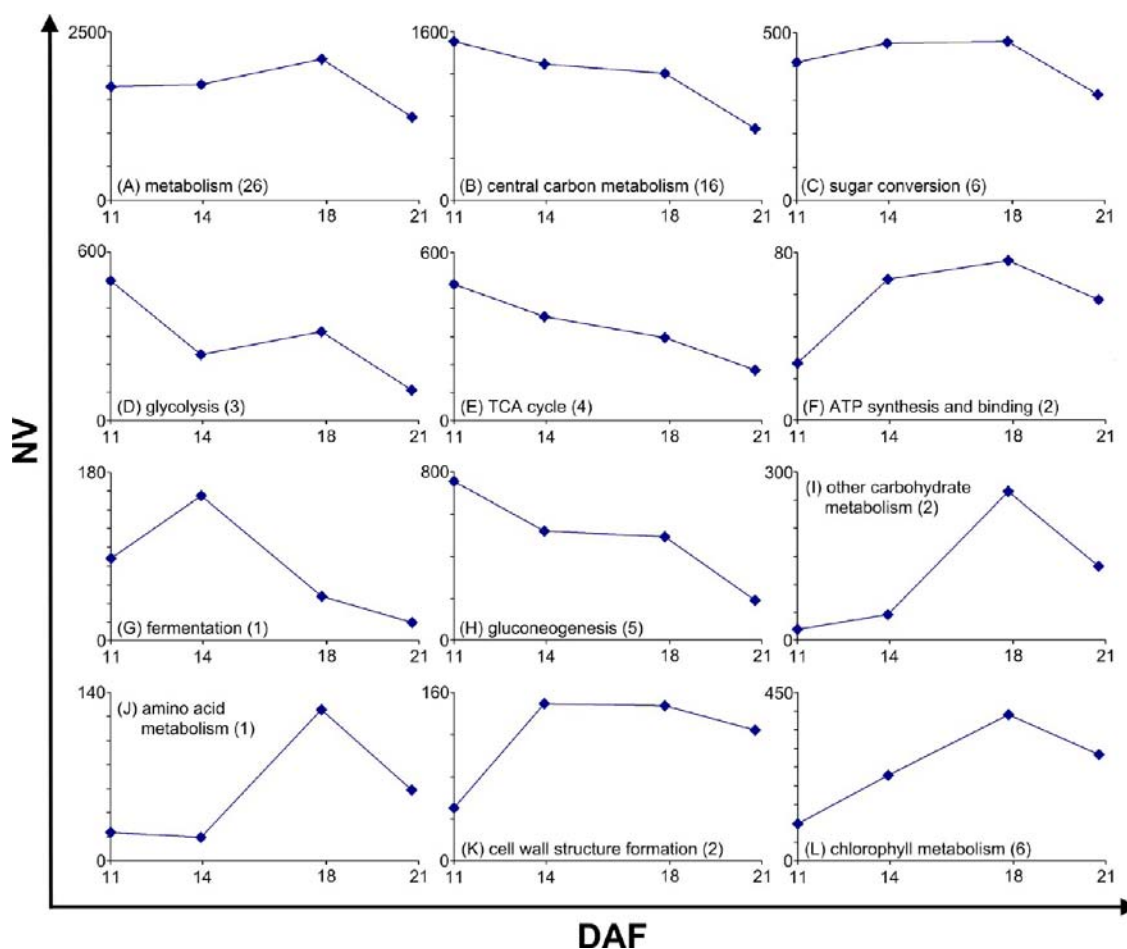 2500
0
(A) metabolism (26)
11 14 18 21
1600
0
(B) central carbon metabolism (16)
11 14 18 21
500
0
(C) sugar conversion (6)
11 14 18 21
600
0
(D) glycolysis (3)
11 14 18 21
600
0
(E) TCA cycle (4)
11 14 18 21
80
0
(F) ATP synthesis and binding (2)
11 14 18 21
NV
180
0
(G) fermentation (1)
11 14 18 21
800
0
(H) gluconeogenesis (5)
11 14 18 21
300
(I) other carbohydrate
metabolism (2)
0
11 14 18 21
140
(J) amino acid
metabolism (1)
0
11 14 18 21
160
0
(K) cell wall structure formation (2)
11 14 18 21
450
0
(L) chlorophyll metabolism (6)
11 14 18 21
DAF